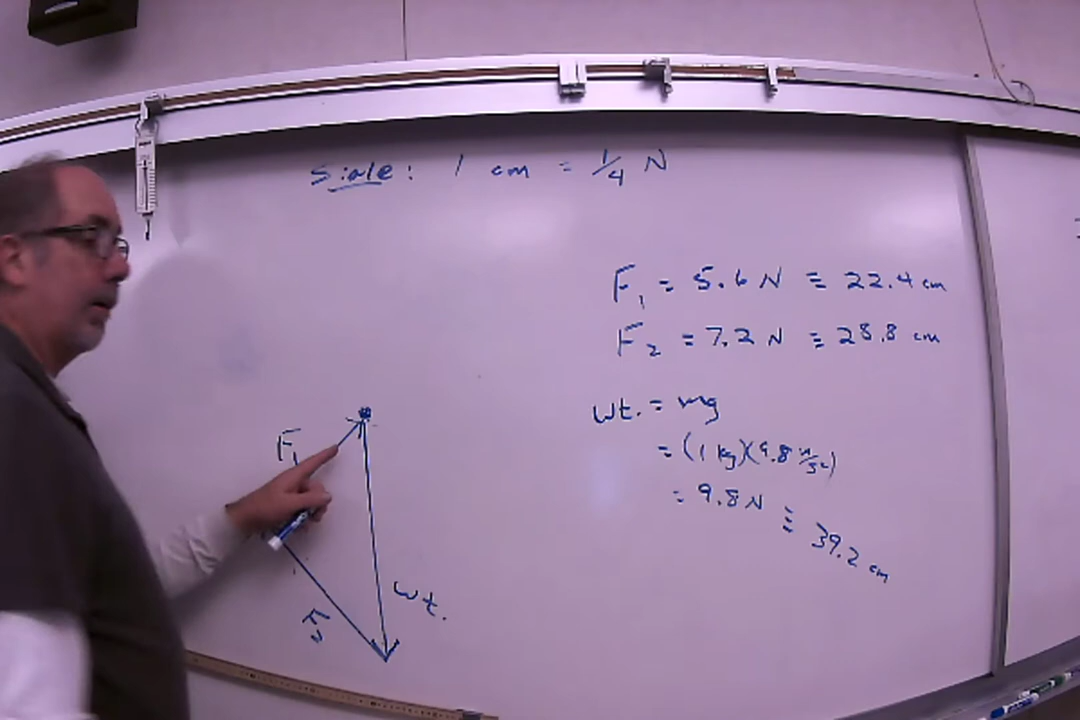 Scale: 1 cm = 1/4 N
F₁ = 5.6 N ≡ 22.4 cm
F₂ = 7.2 N ≡ 28.8 cm
wt. = mg
= (1 kg)(9.8 m/s²)
= 9.8 N ≡ 39.2 cm
F₁
wt.
F₂